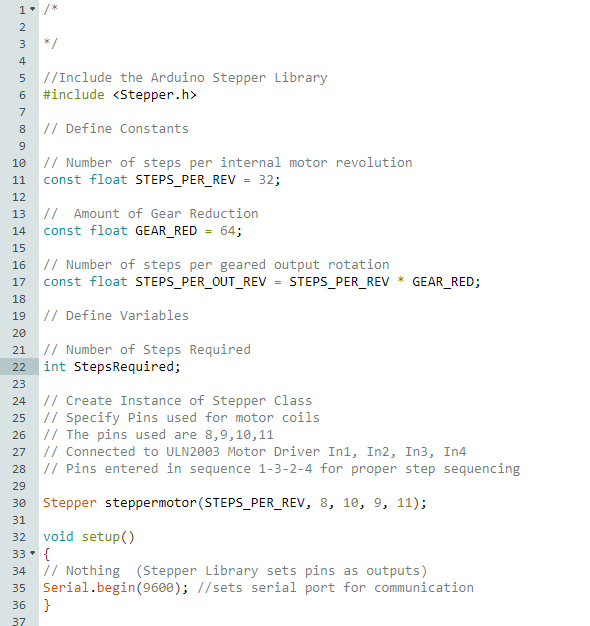 1 /*
2
3 */
4
5 //Include the Arduino Stepper Library
6 #include <Stepper.h>
7
8 // Define Constants
9
10 // Number of steps per internal motor revolution
11 const float STEPS_PER_REV = 32;
12
13 //  Amount of Gear Reduction
14 const float GEAR_RED = 64;
15
16 // Number of steps per geared output rotation
17 const float STEPS_PER_OUT_REV = STEPS_PER_REV * GEAR_RED;
18
19 // Define Variables
20
21 // Number of Steps Required
22 int StepsRequired;
23
24 // Create Instance of Stepper Class
25 // Specify Pins used for motor coils
26 // The pins used are 8,9,10,11
27 // Connected to ULN2003 Motor Driver In1, In2, In3, In4
28 // Pins entered in sequence 1-3-2-4 for proper step sequencing
29
30 Stepper steppermotor(STEPS_PER_REV, 8, 10, 9, 11);
31
32 void setup()
33 {
34 // Nothing  (Stepper Library sets pins as outputs)
35 Serial.begin(9600); //sets serial port for communication
36 }
37